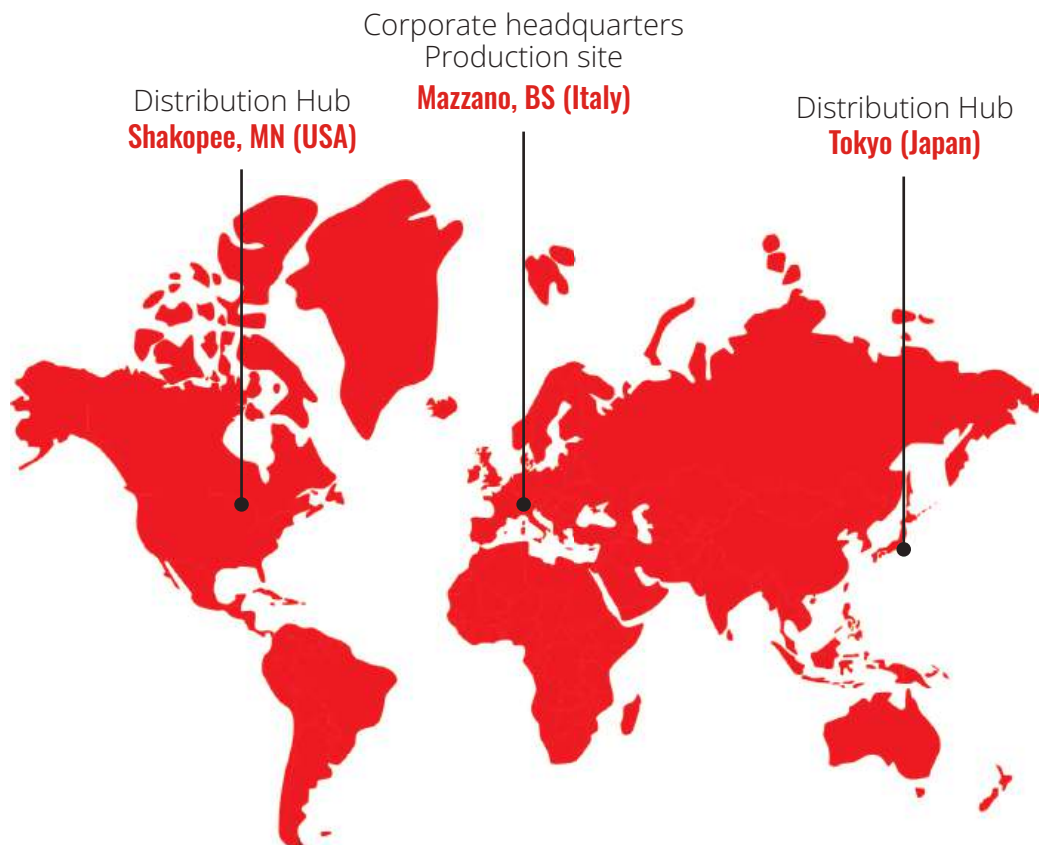 Corporate headquarters
Production site
Mazzano, BS (Italy)
Distribution Hub
Shakopee, MN (USA)
Distribution Hub
Tokyo (Japan)